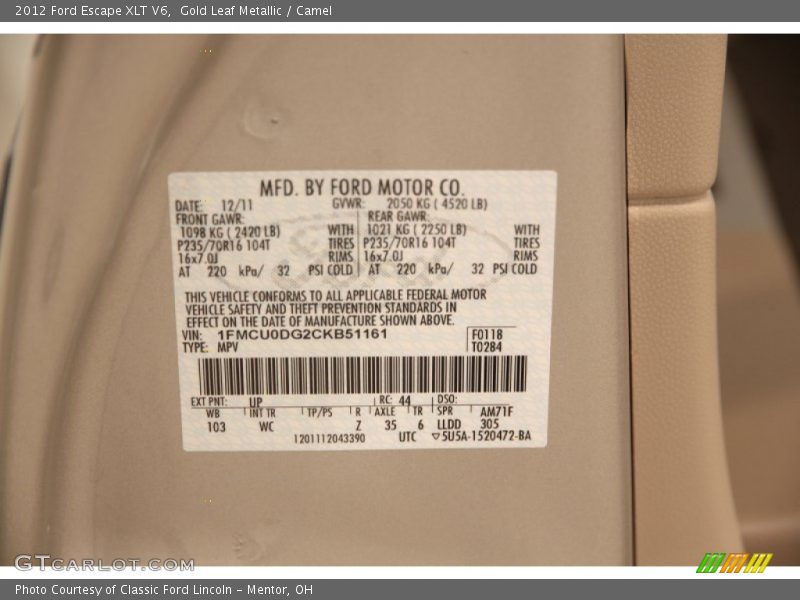 2012 Ford Escape XLT V6, Gold Leaf Metallic / Camel
MFD. BY FORD MOTOR CO.
DATE: 12/11 GVWR: 2050 KG ( 4520 LB)
FRONT GAWR: REAR GAWR:
1098 KG ( 2420 LB) WITH 1021 KG ( 2250 LB) WITH
P235/70R16 104T TIRES P235/70R16 104T TIRES
16x7.0J RIMS 16x7.0J RIMS
AT 220 kPa/ 32 PSI COLD AT 220 kPa/ 32 PSI COLD
THIS VEHICLE CONFORMS TO ALL APPLICABLE FEDERAL MOTOR
VEHICLE SAFETY AND THEFT PREVENTION STANDARDS IN
EFFECT ON THE DATE OF MANUFACTURE SHOWN ABOVE.
VIN: 1FMCU0DG2CKB51161 F0118
TYPE: MPV T0284
EXT PNT: UP RC: 44 DSO:
WB INT TR TP/PS R AXLE TR SPR AM71F
103 WC Z 35 6 LLDD 305
1201112043390 UTC ▽5U5A-1520472-BA
GTCARLOT.COM
Photo Courtesy of Classic Ford Lincoln - Mentor, OH